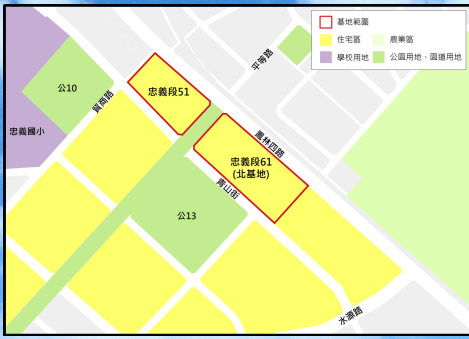 基地範圍
住宅區
農業區
學校用地
公園用地、園道用地
平等路
公10
貿商路
忠義段51
忠義國小
鳳林四路
忠義段61
(北基地)
青山街
公13
水源路